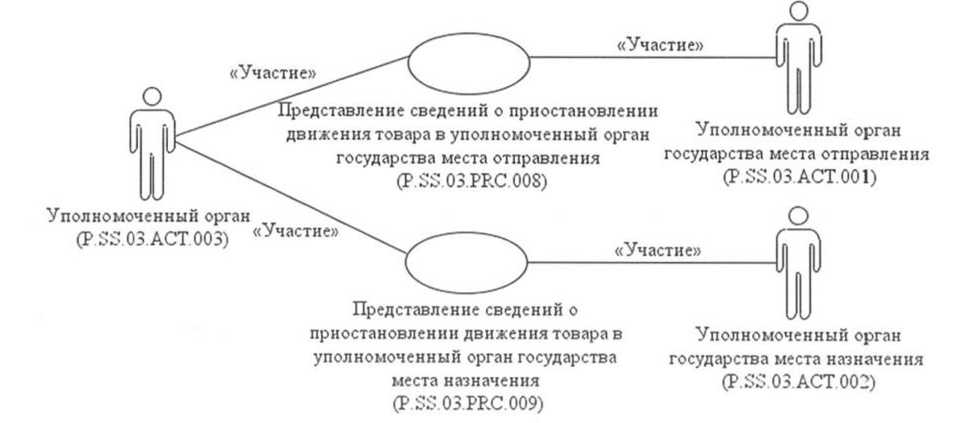 «Участие»
«Участие»
Представление сведений о приостановлении
движения товара в уполномоченный орган
государства места отправления
(P.SS.03.PRC.008)
Уполномоченный орган
государства места отправления
(P.SS.03.ACT.001)
Уполномоченный орган
(P.SS.03.ACT.003)
«Участие»
«Участие»
Представление сведений о
приостановлении движения товара в
уполномоченный орган государства
места назначения
(P.SS.03.PRC.009)
Уполномоченный орган
государства места назначения
(P.SS.03.ACT.002)